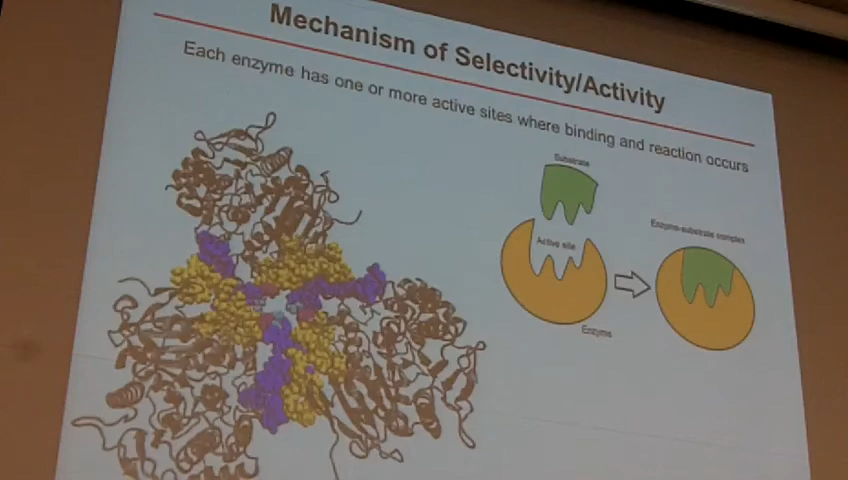 Mechanism of Selectivity/Activity
Each enzyme has one or more active sites where binding and reaction occurs
Substrate
Active site
Enzyme-substrate complex
Enzyme